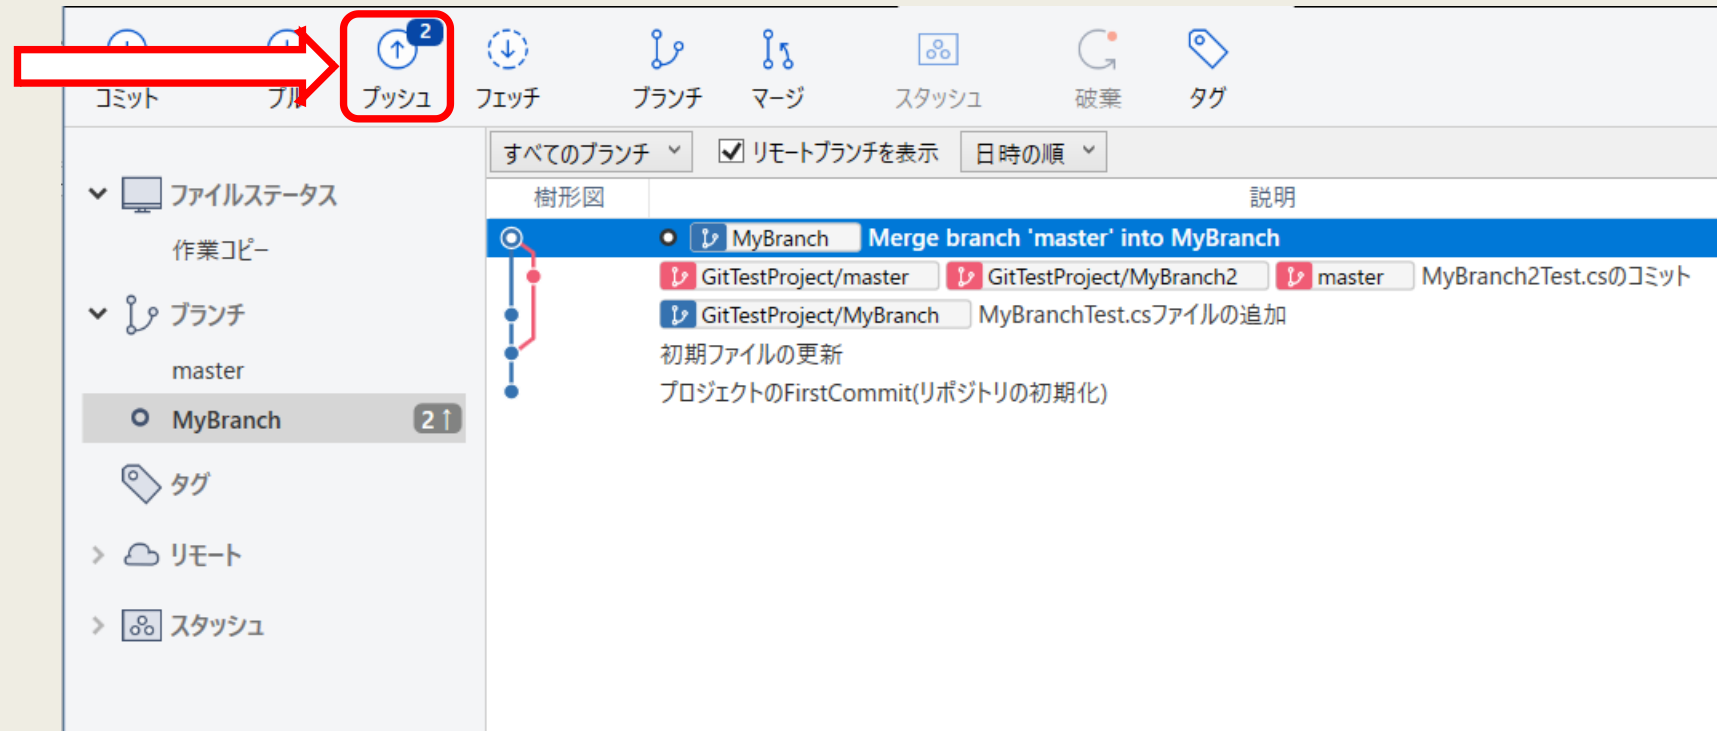 2
コミット プル プッシュ フェッチ ブランチ マージ スタッシュ 破棄 タグ
すべてのブランチ リモートブランチを表示 日時の順
樹形図 説明
MyBranch Merge branch 'master' into MyBranch
GitTestProject/master GitTestProject/MyBranch2 master MyBranch2Test.csのコミット
GitTestProject/MyBranch MyBranchTest.csファイルの追加
初期ファイルの更新
プロジェクトのFirstCommit(リポジトリの初期化)
ファイルステータス
作業コピー
ブランチ
master
MyBranch 2↑
タグ
リモート
スタッシュ